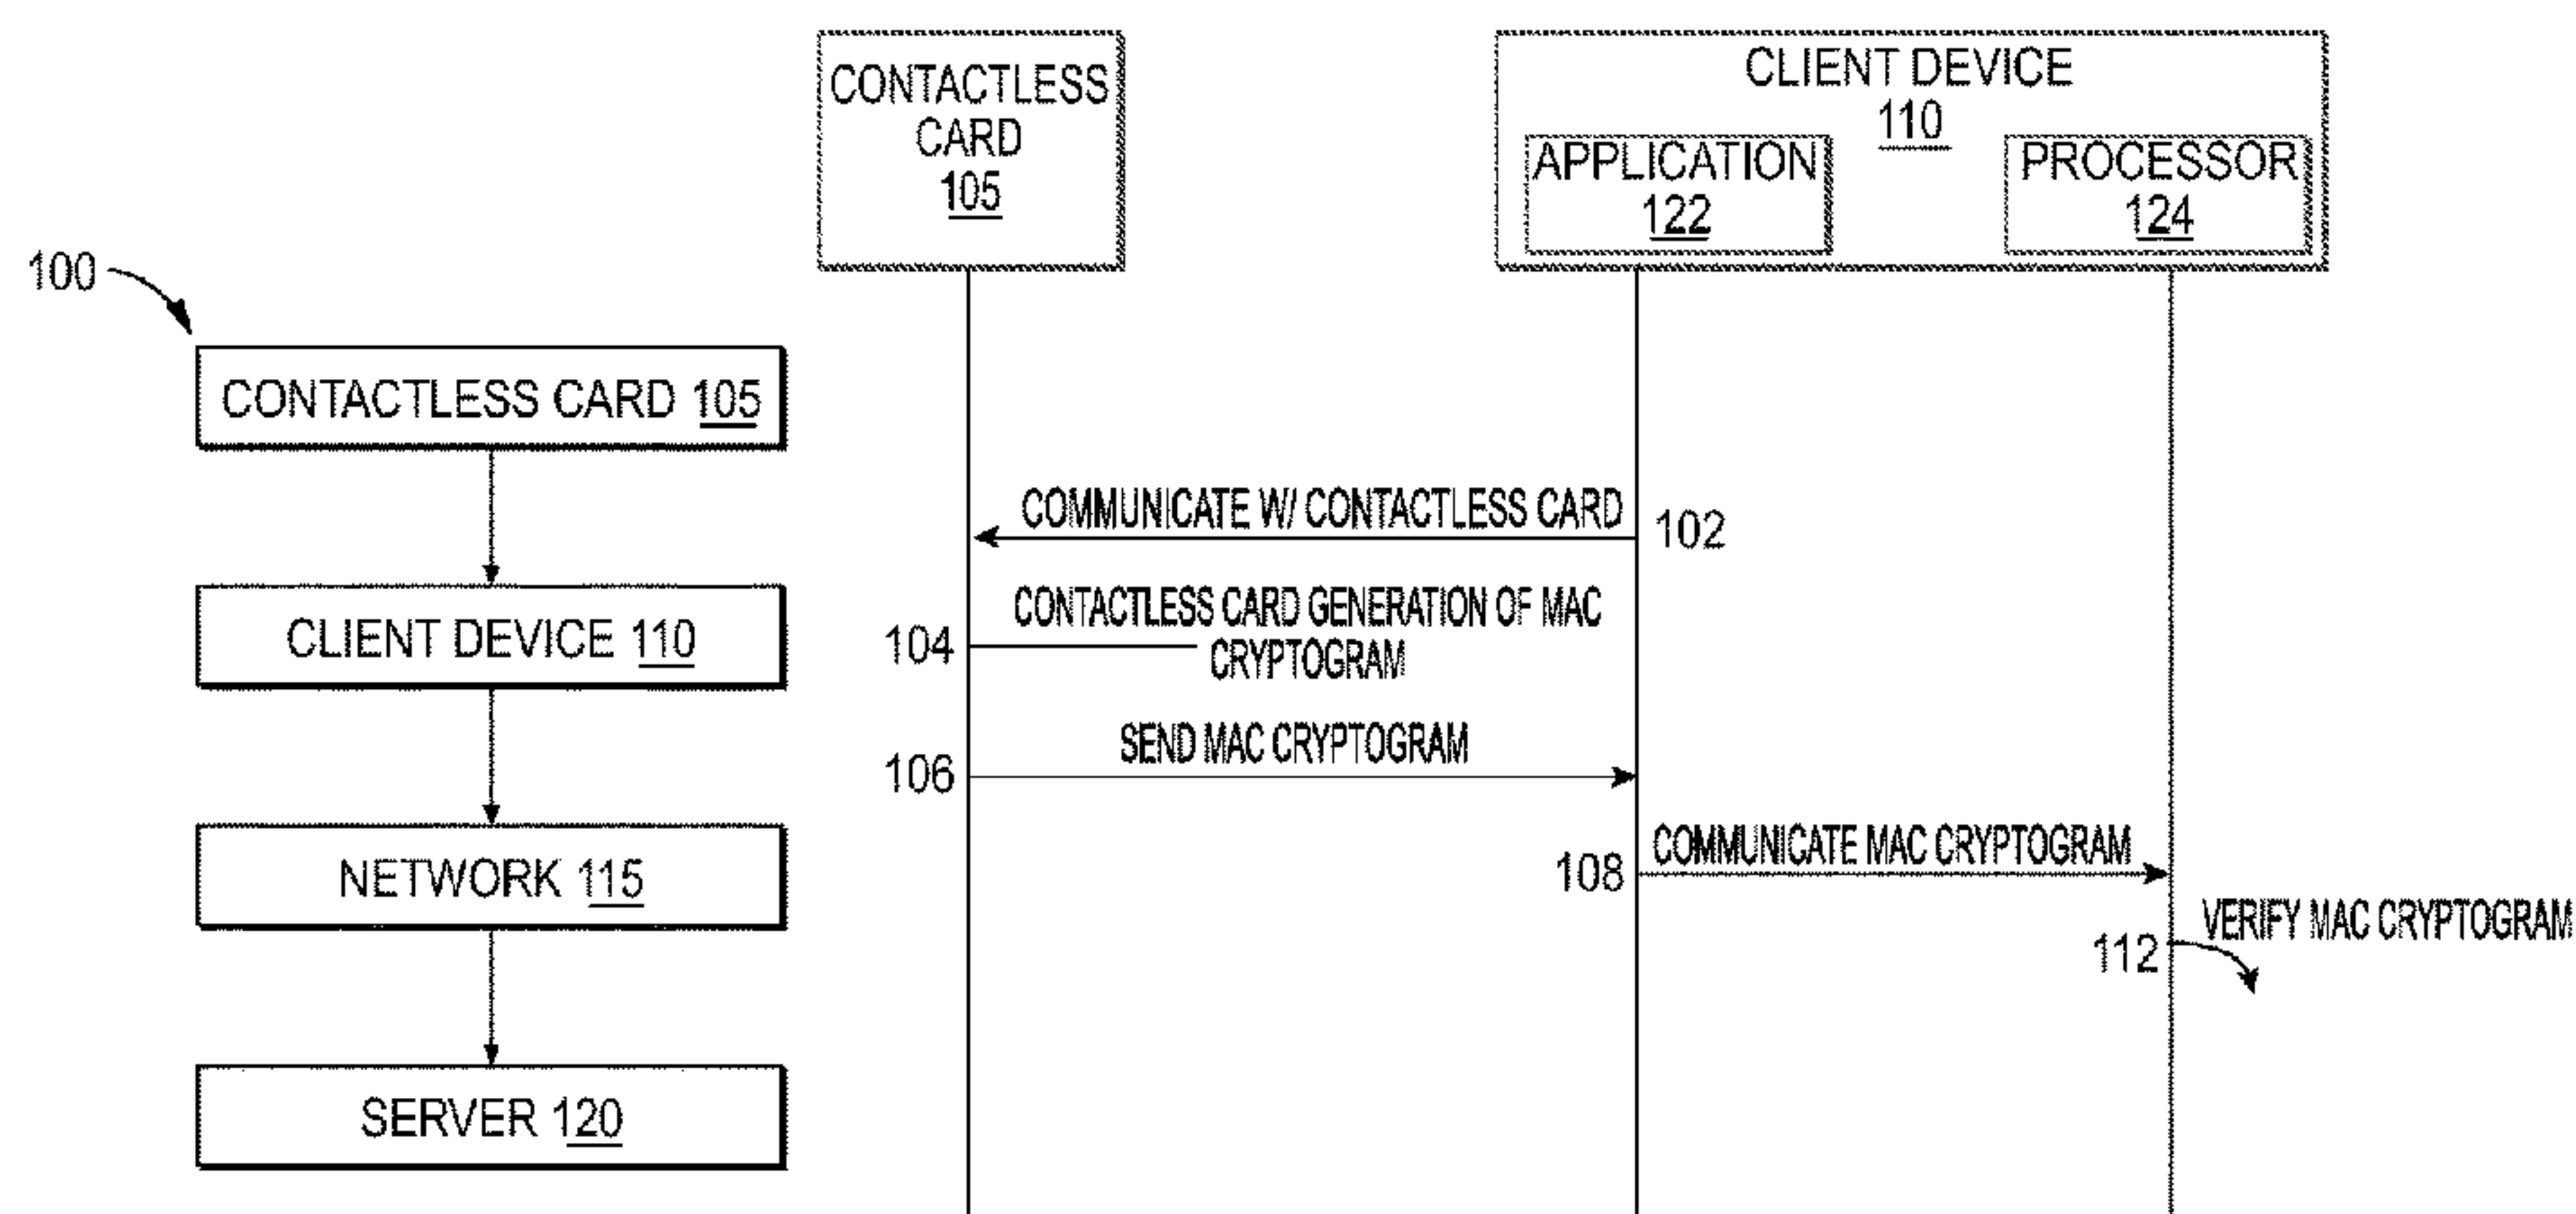 100
CONTACTLESS CARD 105
CLIENT DEVICE 110
NETWORK 115
SERVER 120
CONTACTLESS
CARD
105
CLIENT DEVICE
110
APPLICATION
122
PROCESSOR
124
COMMUNICATE W/ CONTACTLESS CARD
102
CONTACTLESS CARD GENERATION OF MAC
104
CRYPTOGRAM
SEND MAC CRYPTOGRAM
106
COMMUNICATE MAC CRYPTOGRAM
108
VERIFY MAC CRYPTOGRAM
112